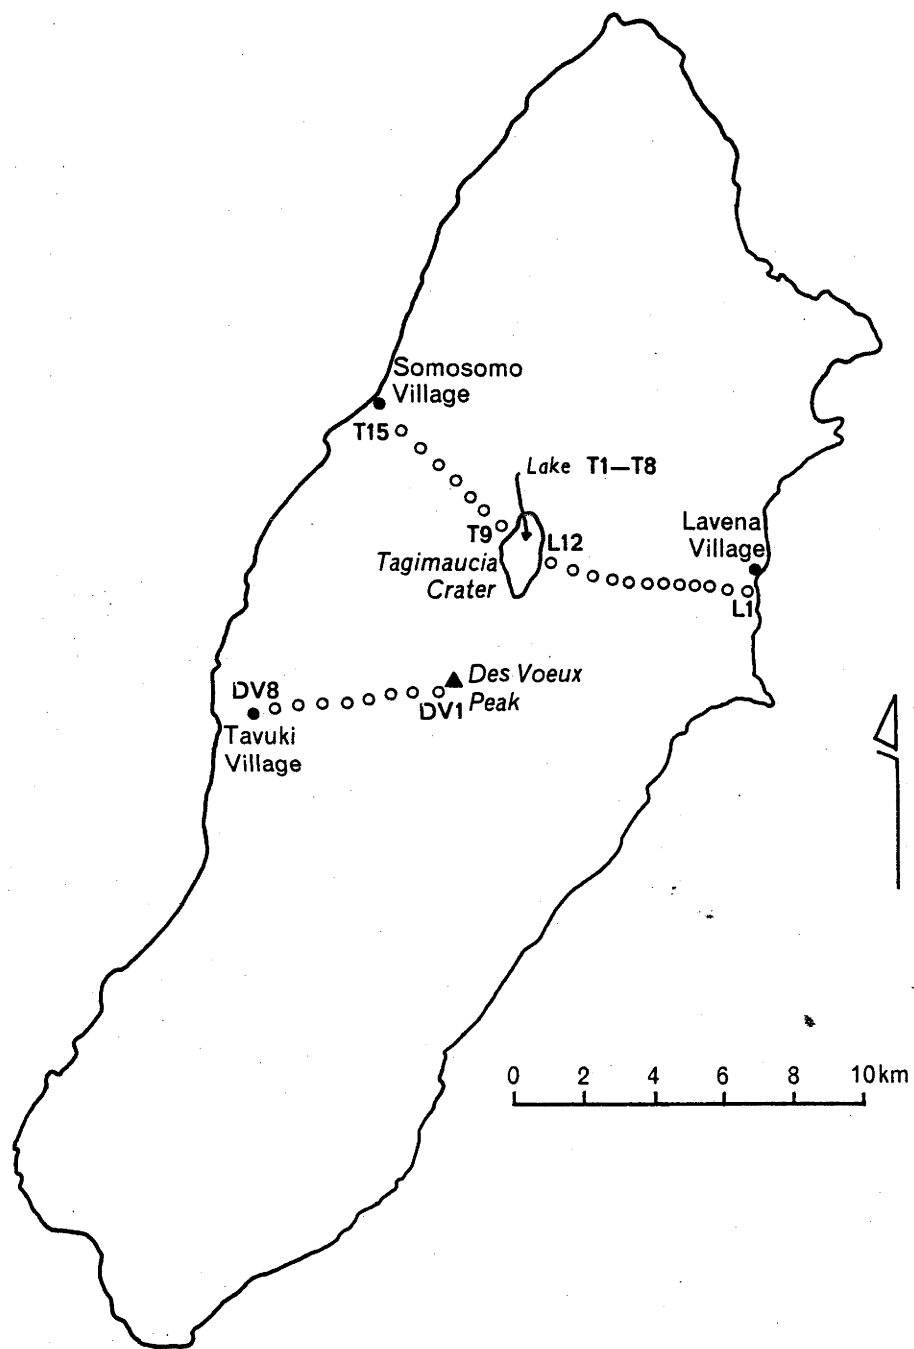 Somosomo
Village
T15
Lake T1—T8
T9
L12
Lavena
Village
Tagimaucia
Crater
L1
DV8
Des Voeux
Peak
DV1
Tavuki
Village
0 2 4 6 8 10km